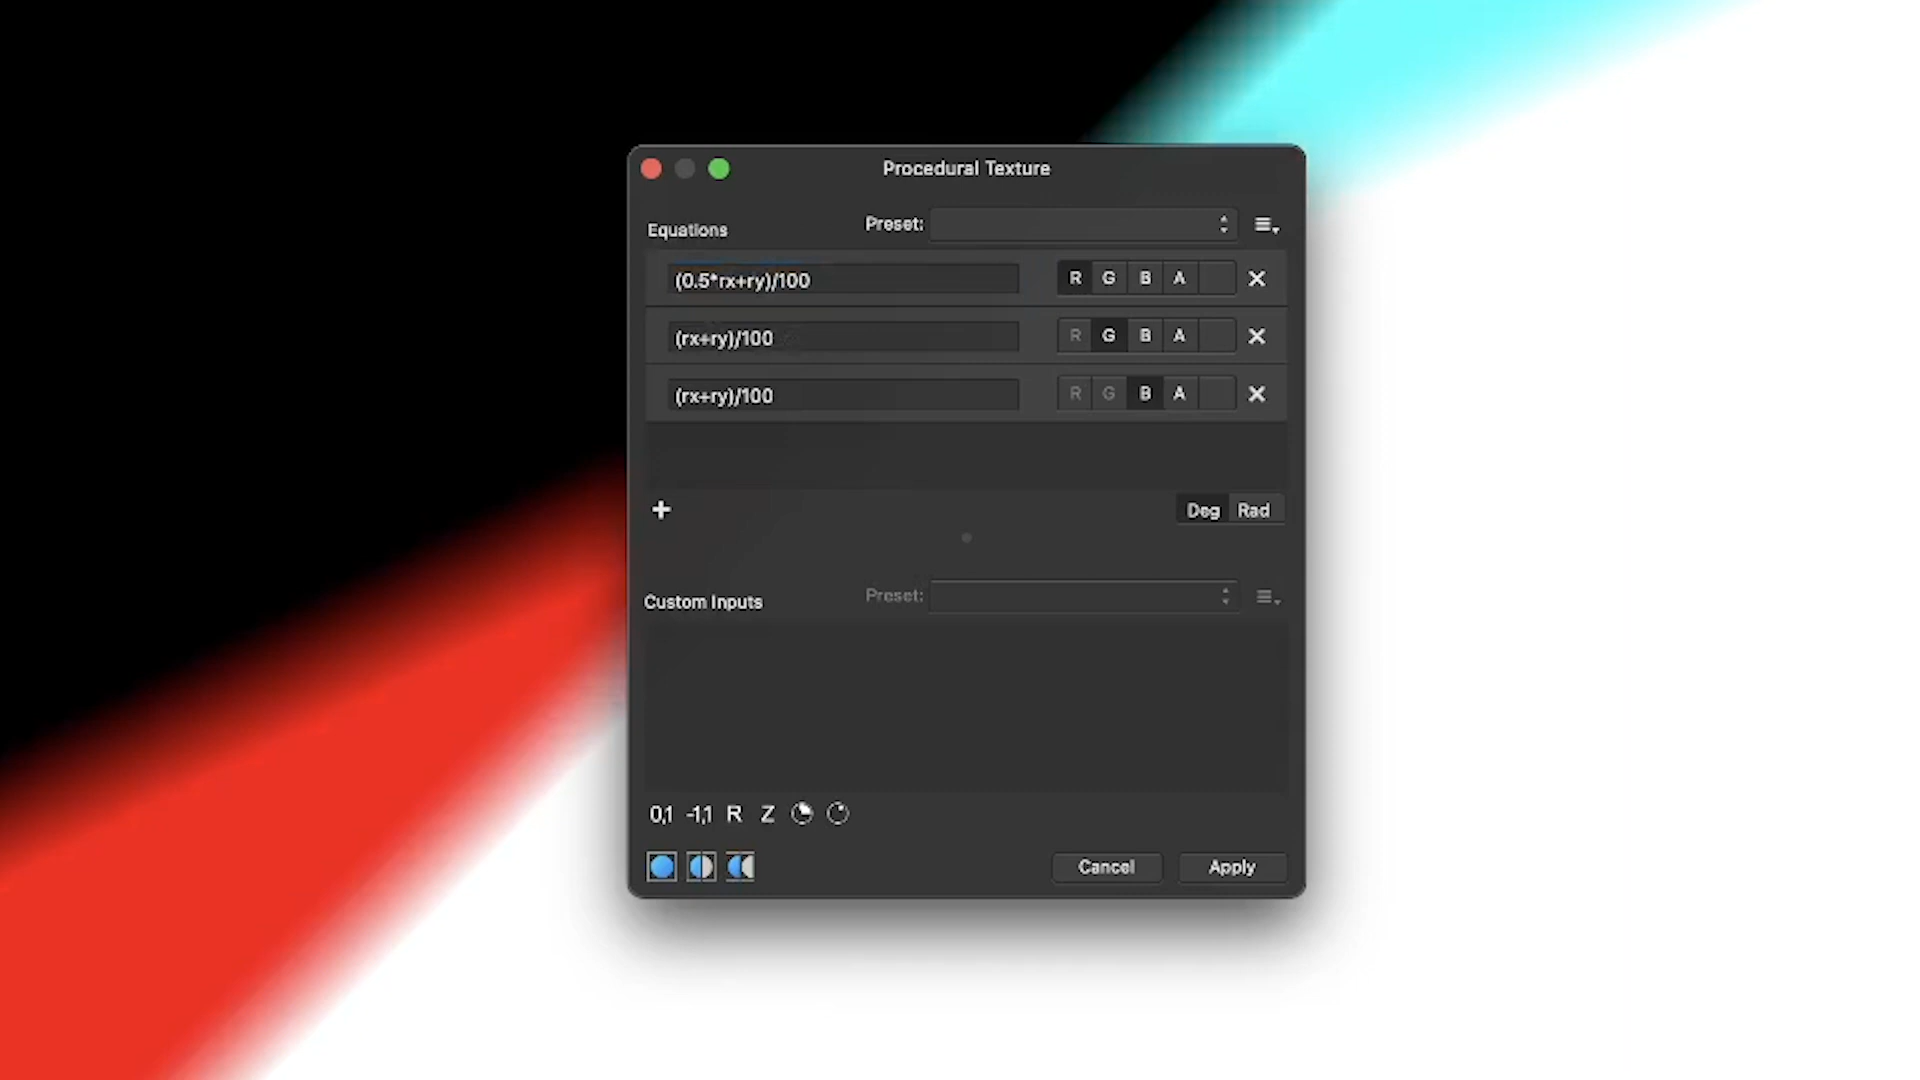 Procedural Texture
Equations Preset:
(0.5*rx+ry)/100 R G B A
(rx+ry)/100 R G B A
(rx+ry)/100 R G B A
Deg Rad
Custom Inputs Preset:
0,1 -1,1 R Z
Cancel Apply